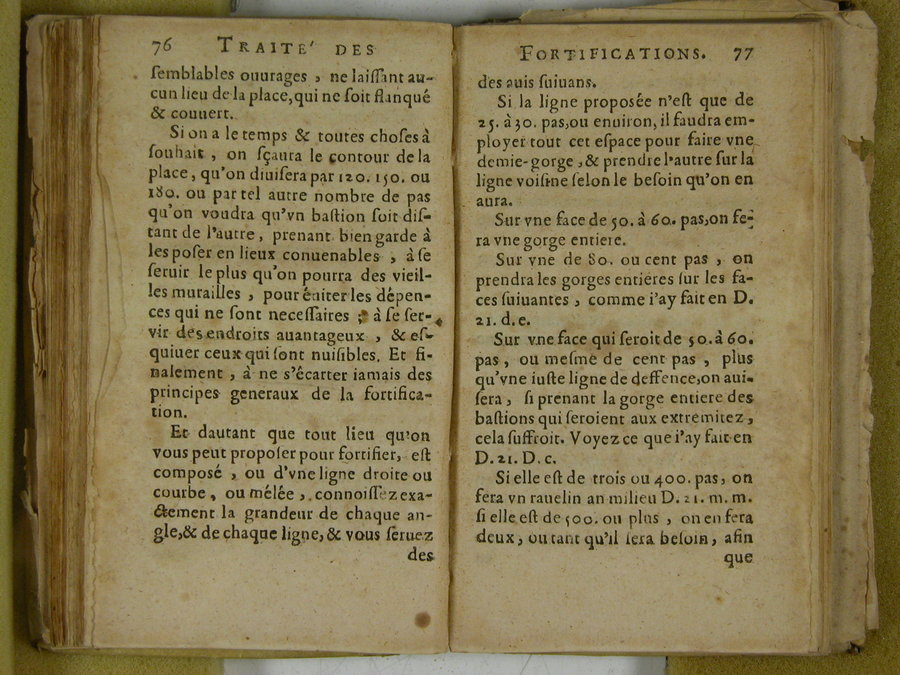 76 TRAITE' DES
ſemblables ouurages, ne laiſſant au-
cun lieu de la place, qui ne ſoit flanqué
& couuert.
Si on a le temps & toutes choſes à
ſouhait, on ſçaura le contour de la
place, qu'on diuiſera par 120. 150. ou
180. ou par tel autre nombre de pas
qu'on voudra qu'vn baſtion ſoit diſ-
tant de l'autre, prenant bien garde à
les poſer en lieux conuenables, à ſe
ſeruir le plus qu'on pourra des vieil-
les murailles, pour éuiter les dépen-
ces qui ne ſont neceſſaires; à ſe ſer-
vir des endroits auantageux, & eſ-
quiuer ceux qui ſont nuiſibles. Et fi-
nalement, à ne s'écarter iamais des
principes generaux de la fortifica-
tion.
Et dautant que tout lieu qu'on
vous peut propoſer pour fortifier, eſt
compoſé, ou d'vne ligne droite ou
courbe, ou mélée, connoiſſez exa-
ctement la grandeur de chaque an-
gle, & de chaque ligne, & vous ſeruez
des
FORTIFICATIONS. 77
des auis ſuiuans.
Si la ligne propoſée n'eſt que de
25. à 30. pas, ou enuiron, il faudra em-
ployer tout cet eſpace pour faire vne
demie-gorge, & prendre l'autre ſur la
ligne voiſine ſelon le beſoin qu'on en
aura.
Sur vne face de 50. à 60. pas, on fe-
ra vne gorge entiere.
Sur vne de 80. ou cent pas, on
prendra les gorges entiéres ſur les fa-
ces ſuiuantes, comme i'ay fait en D.
21. d. e.
Sur vne face qui ſeroit de 50. à 60.
pas, ou meſme de cent pas, plus
qu'vne iuſte ligne de deffence, on aui-
ſera, ſi prenant la gorge entiere des
baſtions qui ſeroient aux extremitez,
cela ſuffroit. Voyez ce que i'ay fait en
D. 21. D. c.
Si elle eſt de trois ou 400. pas, on
fera vn rauelin an milieu D. 21. m. m.
ſi elle eſt de 500. ou plus, on en fera
deux, ou tant qu'il ſera beſoin, afin
que